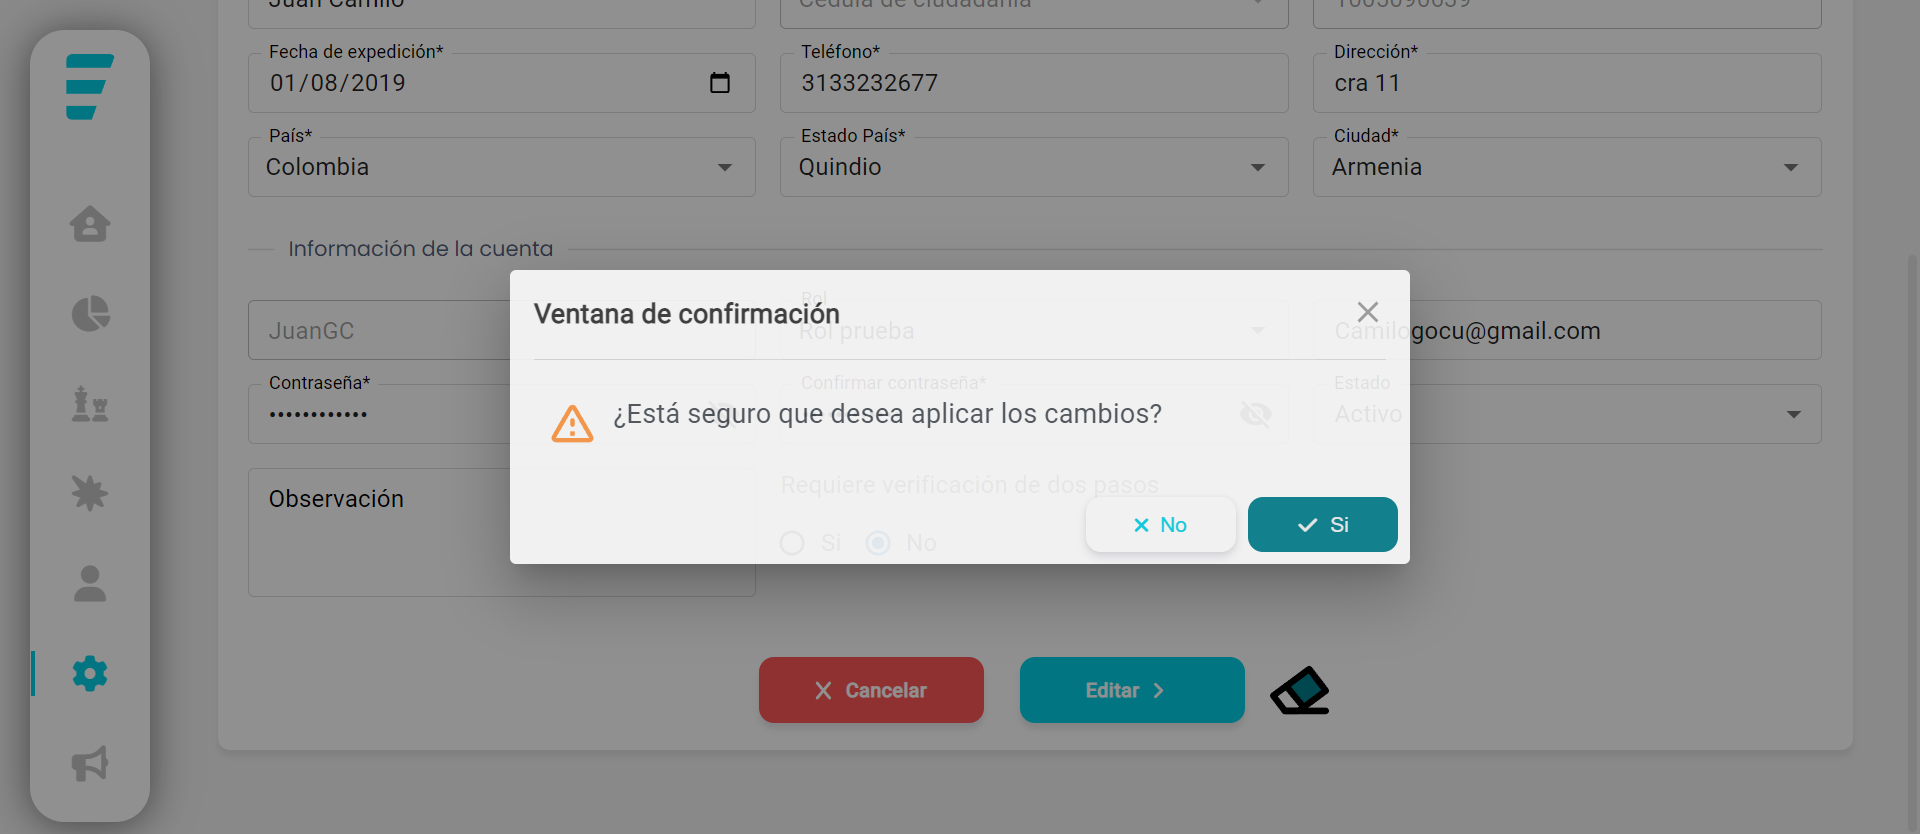 Juan Camilo
Cédula de ciudadanía
Fecha de expedición*
Teléfono*
Dirección*
01/08/2019
3133232677
cra 11
País*
Estado País*
Ciudad*
Colombia
Quindio
Armenia
Información de la cuenta
Ventana de confirmación
Rol
JuanGC
Rol prueba
Camilogocu@gmail.com
Contraseña*
Confirmar contraseña*
Estado
••••••••••••
¿Está seguro que desea aplicar los cambios?
Activo
Observación
Requiere verificación de dos pasos
Si
No
No
Si
Cancelar
Editar